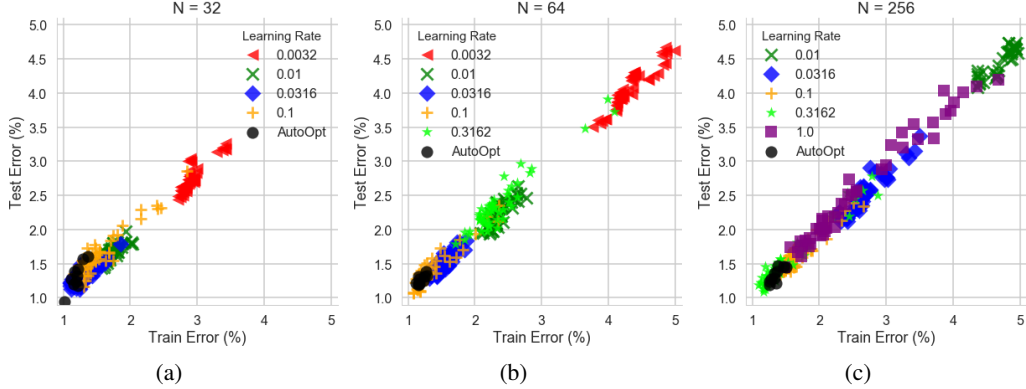 N = 32
5.0
4.5
4.0
3.5
3.0
2.5
2.0
1.5
1.0
Test Error (%)
Learning Rate
0.0032
0.01
0.0316
0.1
AutoOpt
1 2 3 4 5
Train Error (%)
(a)
N = 64
5.0
4.5
4.0
3.5
3.0
2.5
2.0
1.5
1.0
Test Error (%)
Learning Rate
0.0032
0.01
0.0316
0.1
0.3162
AutoOpt
1 2 3 4 5
Train Error (%)
(b)
N = 256
5.0
4.5
4.0
3.5
3.0
2.5
2.0
1.5
1.0
Test Error (%)
Learning Rate
0.01
0.0316
0.1
0.3162
1.0
AutoOpt
1 2 3 4 5
Train Error (%)
(c)